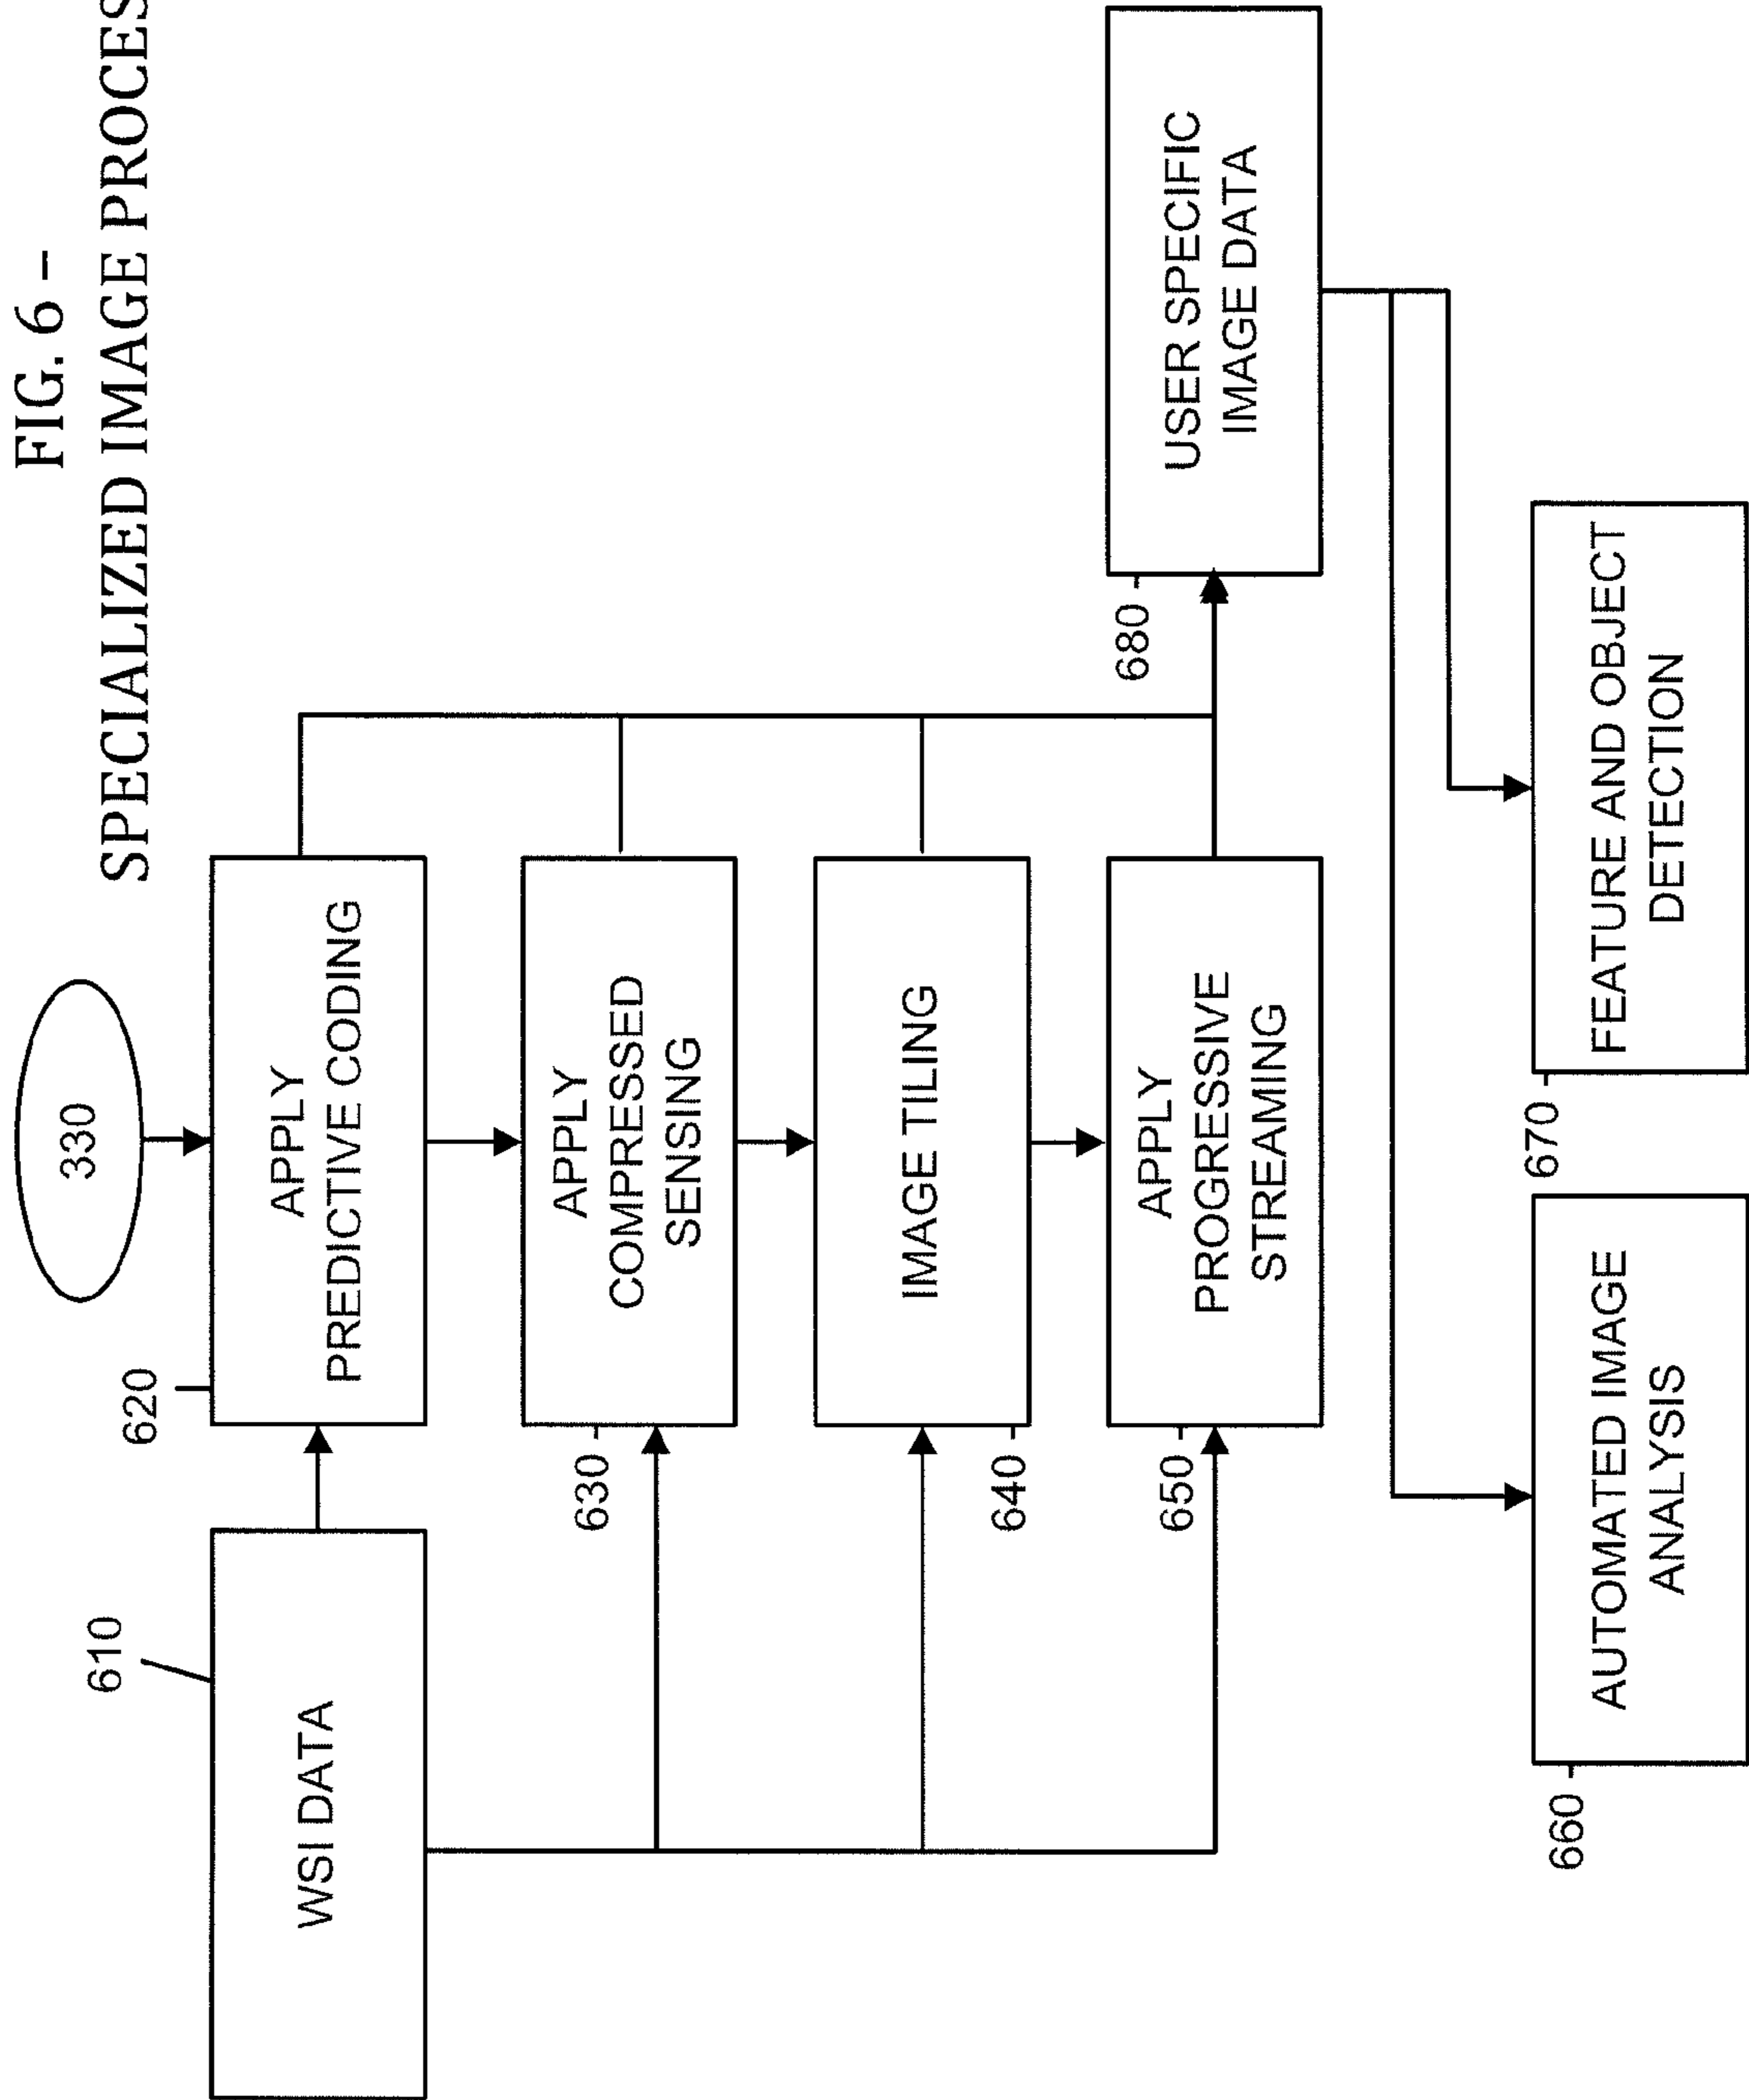 FIG. 6 –
SPECIALIZED IMAGE PROCES
330
610
WSI DATA
620
APPLY
PREDICTIVE CODING
630
APPLY
COMPRESSED
SENSING
640
IMAGE TILING
650
APPLY
PROGRESSIVE
STREAMING
680
USER SPECIFIC
IMAGE DATA
660
AUTOMATED IMAGE
ANALYSIS
670
FEATURE AND OBJECT
DETECTION